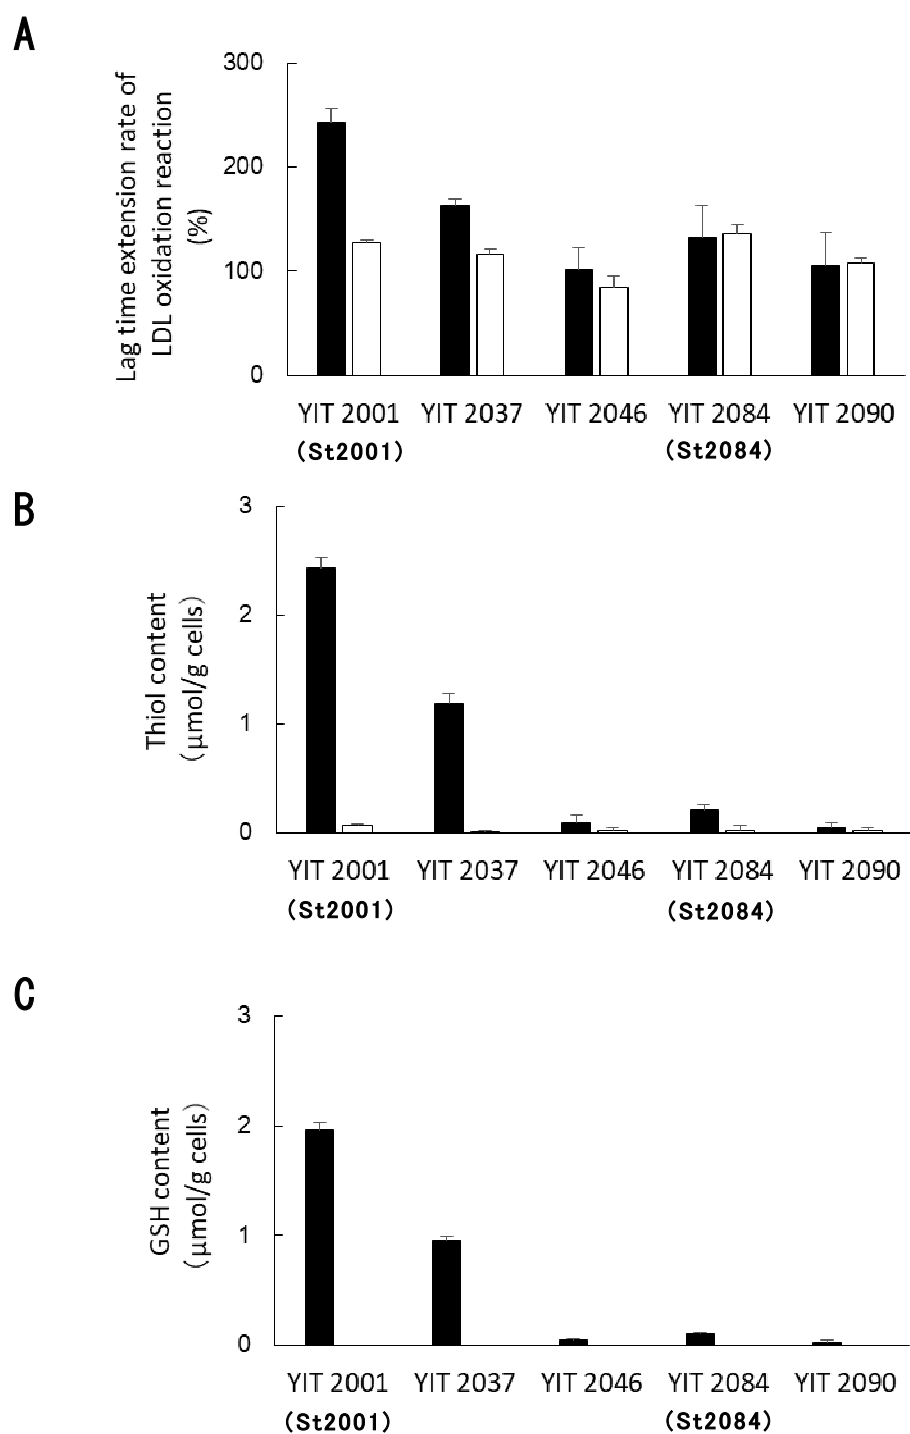 A
Lag time extension rate of
LDL oxidation reaction
(%)
300
200
100
0
YIT 2001 YIT 2037 YIT 2046 YIT 2084 YIT 2090
(St2001) (St2084)
B
Thiol content
(μmol/g cells)
3
2
1
0
YIT 2001 YIT 2037 YIT 2046 YIT 2084 YIT 2090
(St2001) (St2084)
C
GSH content
(μmol/g cells)
3
2
1
0
YIT 2001 YIT 2037 YIT 2046 YIT 2084 YIT 2090
(St2001) (St2084)